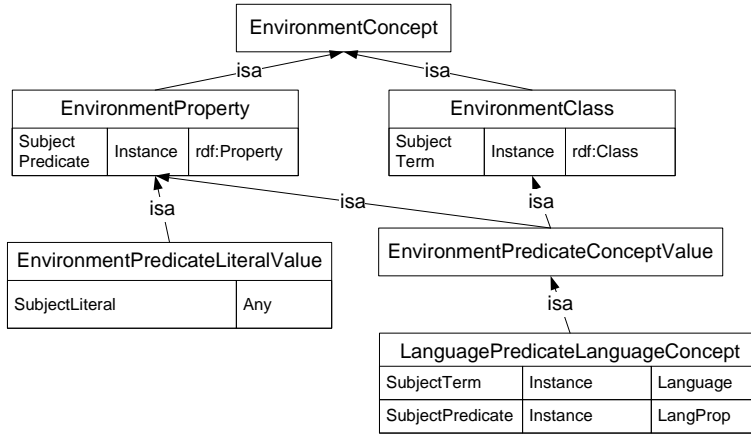 EnvironmentConcept
isa
isa
EnvironmentProperty
Subject
Predicate
Instance
rdf:Property
EnvironmentClass
Subject
Term
Instance
rdf:Class
isa
isa
isa
EnvironmentPredicateLiteralValue
SubjectLiteral
Any
EnvironmentPredicateConceptValue
isa
LanguagePredicateLanguageConcept
SubjectTerm
Instance
Language
SubjectPredicate
Instance
LangProp